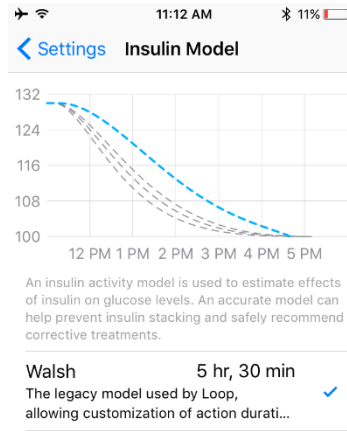 11:12 AM 11%
Settings Insulin Model
132
124
116
108
100
12 PM 1 PM 2 PM 3 PM 4 PM 5 PM
An insulin activity model is used to estimate effects
of insulin on glucose levels. An accurate model can
help prevent insulin stacking and safely recommend
corrective treatments.
Walsh 5 hr, 30 min
The legacy model used by Loop,
allowing customization of action durati...